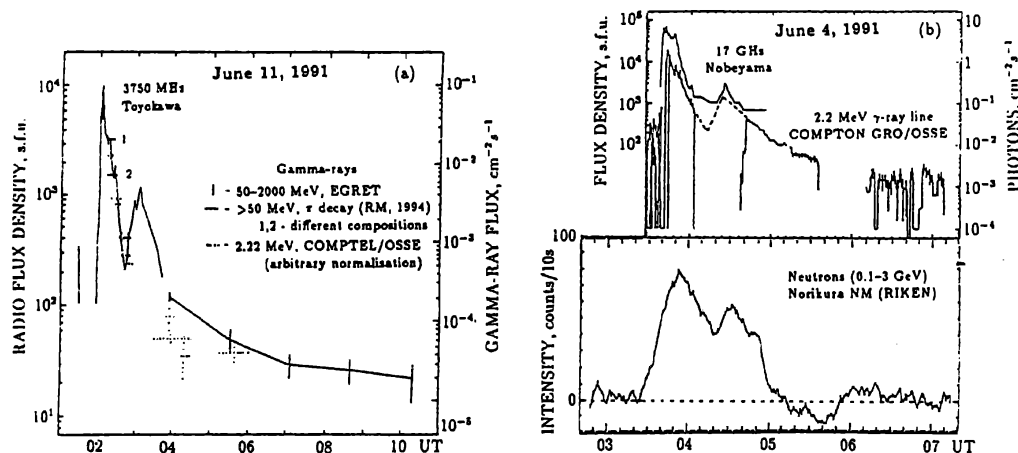 June 11, 1991 (a)
3750 MHs
Toyokawa
1
2
Gamma-rays
50–2000 MeV, EGRET
>50 MeV, π decay (RM, 1994)
1,2 - different compositions
2.22 MeV, COMPTEL/OSSE
(arbitrary normalisation)
RADIO FLUX DENSITY, s.f.u.
10⁴
10³
10²
10¹
GAMMA-RAY FLUX, cm⁻²s⁻¹
10⁻¹
10⁻²
10⁻³
10⁻⁴
10⁻⁵
02 04 06 08 10 UT
June 4, 1991 (b)
17 GHs
Nobeyama
2.2 MeV γ-ray line
COMPTON GRO/OSSE
FLUX DENSITY, s.f.u.
10⁵
10⁴
10³
10²
PHOTONS, cm⁻²s⁻¹
10
1
10⁻¹
10⁻²
10⁻³
10⁻⁴
Neutrons (0.1–3 GeV)
Norikura NM (RIKEN)
INTENSITY, counts/10s
100
0
03 04 05 06 07 UT